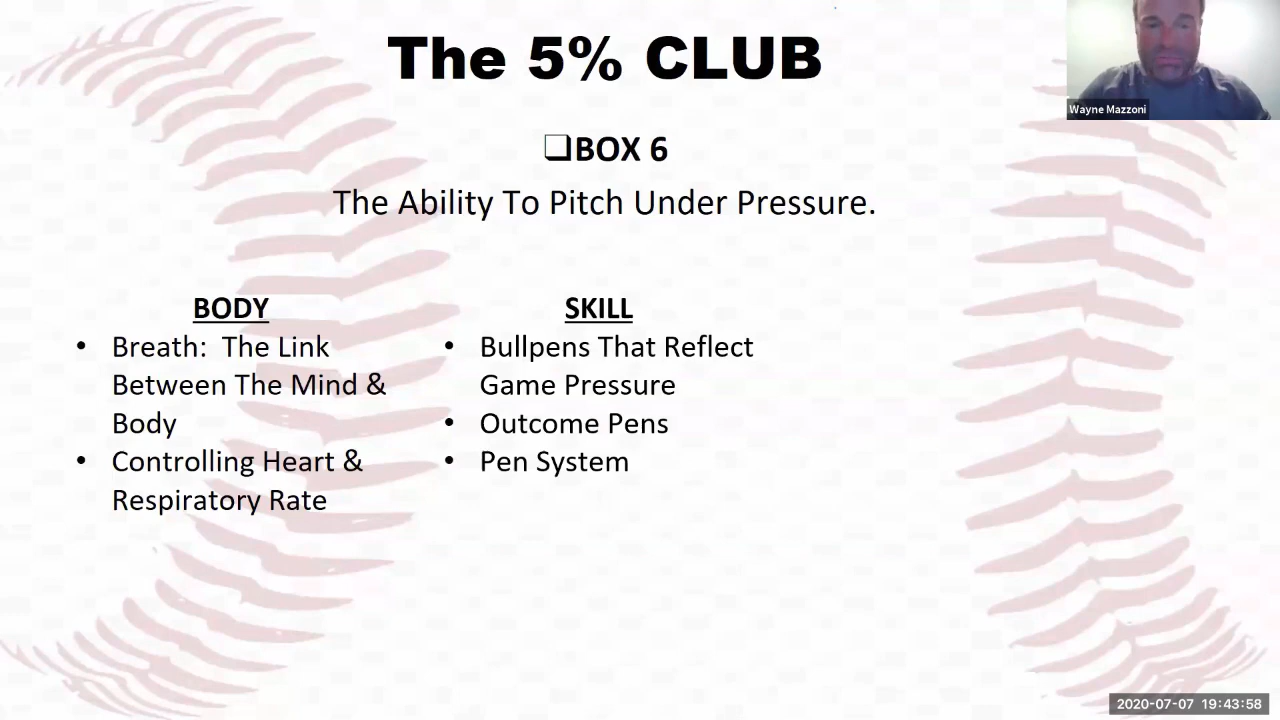 The 5% CLUB
Wayne Mazzoni
❑BOX 6
The Ability To Pitch Under Pressure.
BODY
• Breath: The Link
Between The Mind &
Body
• Controlling Heart &
Respiratory Rate
SKILL
• Bullpens That Reflect
Game Pressure
• Outcome Pens
• Pen System
2020-07-07 19:43:58